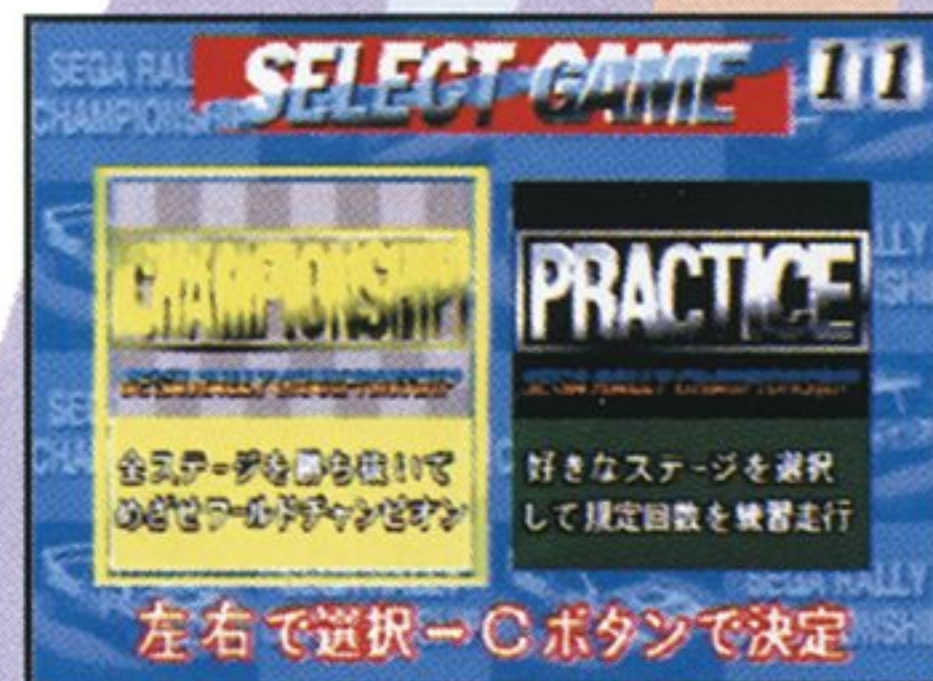 SELECT GAME 11
CHAMPIONSHIP
SEGA RALLY CHAMPIONSHIP
全ステージを勝ち抜いて
めざせワールドチャンピオン
PRACTICE
SEGA RALLY CHAMPIONSHIP
好きなステージを選択
して規定回数を練習走行
左右で選択→Cボタンで決定